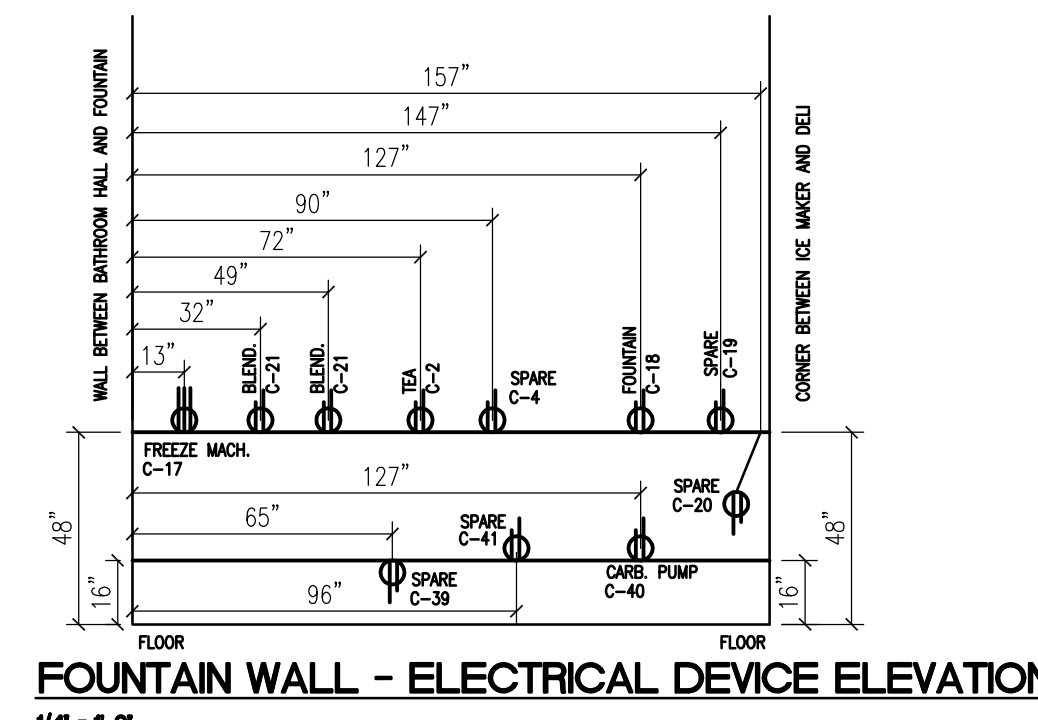 157"
147"
127"
90"
72"
49"
32"
13"
WALL BETWEEN BATHROOM HALL AND FOUNTAIN
CORNER BETWEEN ICE MAKER AND DELI
BLEND.
C-21
BLEND.
C-21
TEA
C-2
SPARE
C-4
FOUNTAIN
C-18
SPARE
C-19
FREEZE MACH.
C-17
127"
SPARE
C-20
65"
SPARE
C-41
48"
48"
CARB. PUMP
C-40
SPARE
C-39
96"
16"
16"
FLOOR
FLOOR
FOUNTAIN WALL - ELECTRICAL DEVICE ELEVATION